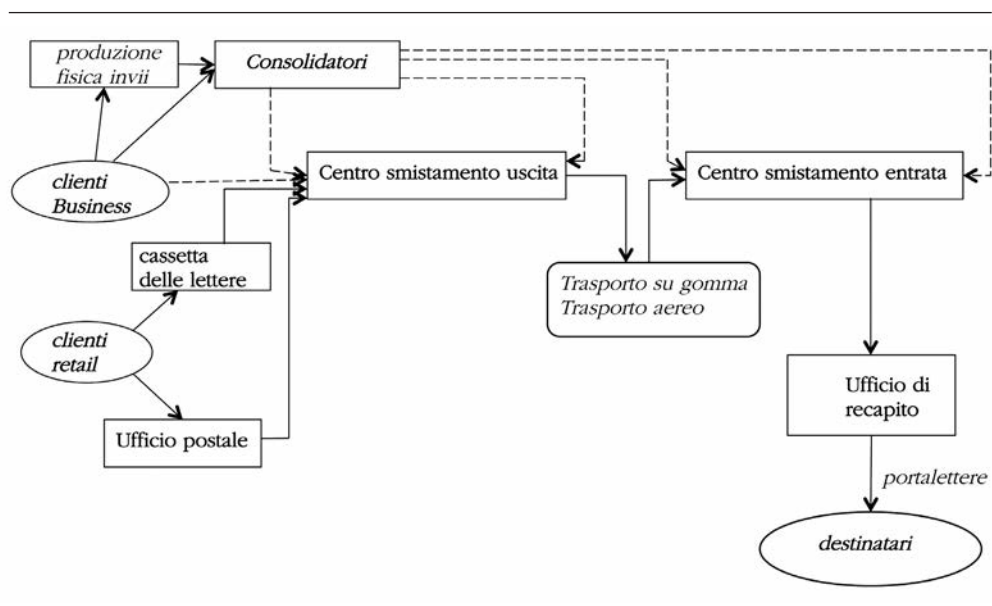 produzione
fisica invii
Consolidatori
clienti
Business
Centro smistamento uscita
Centro smistamento entrata
cassetta
delle lettere
Trasporto su gomma
Trasporto aereo
clienti
retail
Ufficio postale
Ufficio di
recapito
portalettere
destinatari